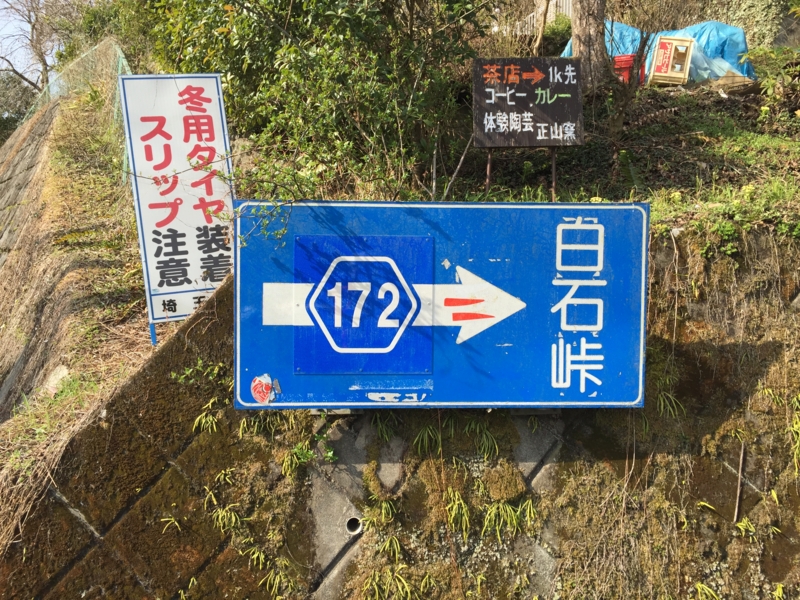 冬用タイヤ装着
スリップ注意
埼玉
茶店→1k先
コーヒー.カレー
体験陶芸 正山窯
172
白石峠